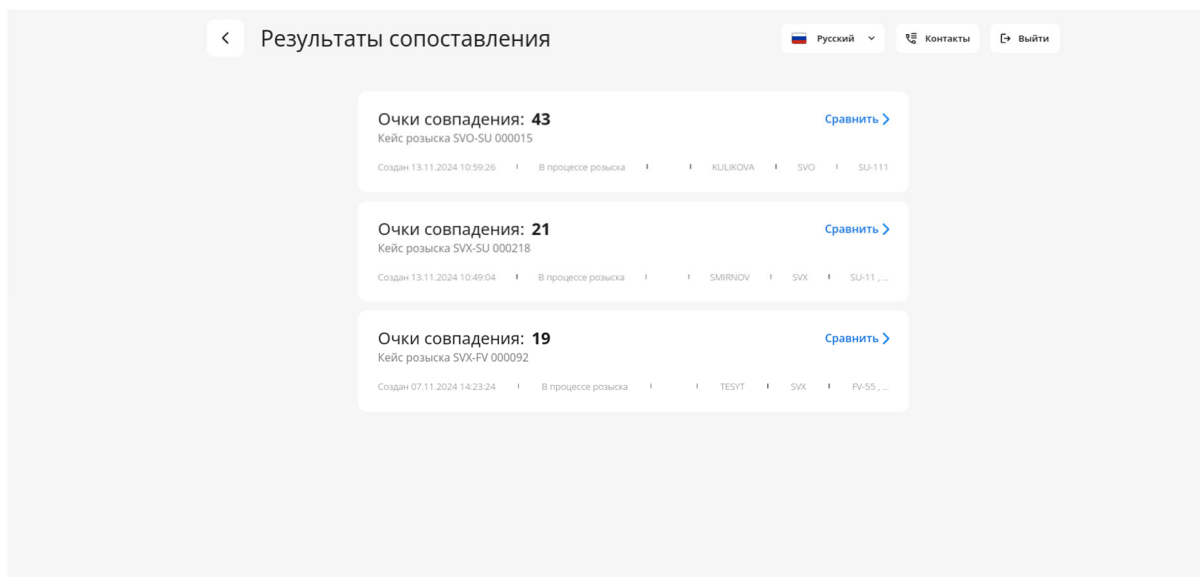 Результаты сопоставления
Русский
Контакты
Выйти
Очки совпадения: 43
Сравнить
Кейс розыска SVO-SU 000015
Создан 13.11.2024 10:59:26 В процессе розыска KULIKOVA SVO SU-111
Очки совпадения: 21
Сравнить
Кейс розыска SVX-SU 000218
Создан 13.11.2024 10:49:04 В процессе розыска SMIRNOV SVX SU-11 , ...
Очки совпадения: 19
Сравнить
Кейс розыска SVX-FV 000092
Создан 07.11.2024 14:23:24 В процессе розыска TESYT SVX FV-55 , ...